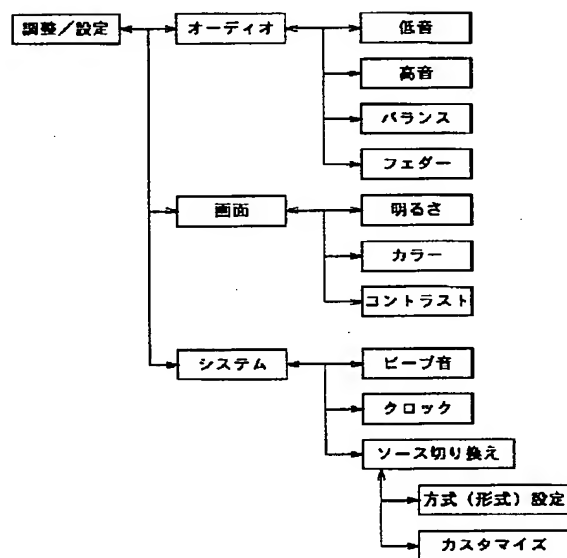 調整／設定
オーディオ
低音
高音
バランス
フェダー
画面
明るさ
カラー
コントラスト
システム
ビープ音
クロック
ソース切り換え
方式（形式）設定
カスタマイズ